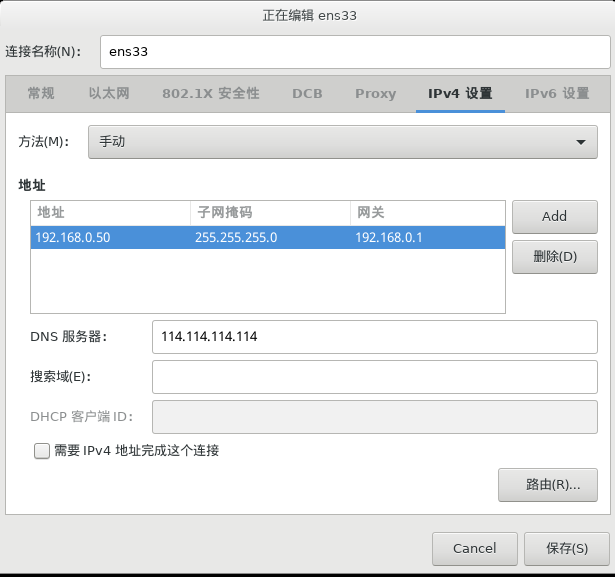 正在编辑 ens33
连接名称(N)： ens33
常规 以太网 802.1X 安全性 DCB Proxy IPv4 设置 IPv6 设置
方法(M)： 手动
地址
地址 子网掩码 网关
192.168.0.50 255.255.255.0 192.168.0.1
Add
删除(D)
DNS 服务器： 114.114.114.114
搜索域(E)：
DHCP 客户端 ID：
需要 IPv4 地址完成这个连接
路由(R)...
Cancel 保存(S)